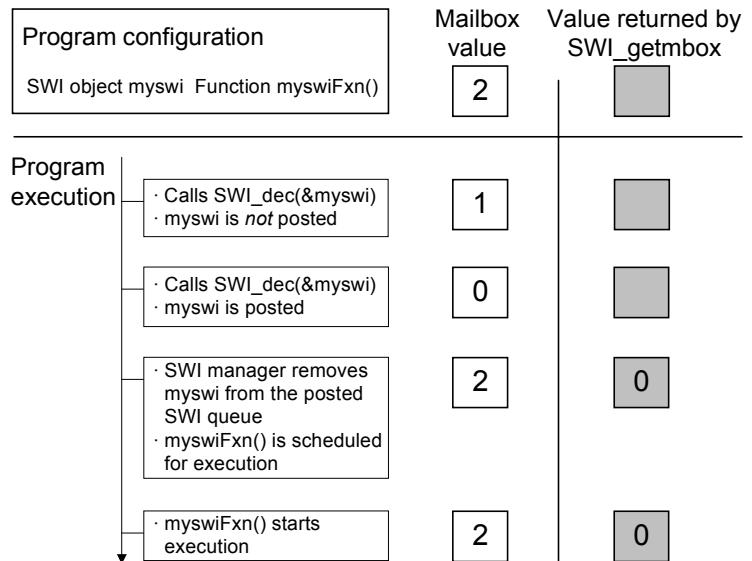 Program configuration
SWI object myswi Function myswiFxn()
Mailbox
value
Value returned by
SWI_getmbox
2
Program
execution
· Calls SWI_dec(&myswi)
· myswi is not posted
1
· Calls SWI_dec(&myswi)
· myswi is posted
0
· SWI manager removes
myswi from the posted
SWI queue
· myswiFxn() is scheduled
for execution
2
0
· myswiFxn() starts
execution
2
0